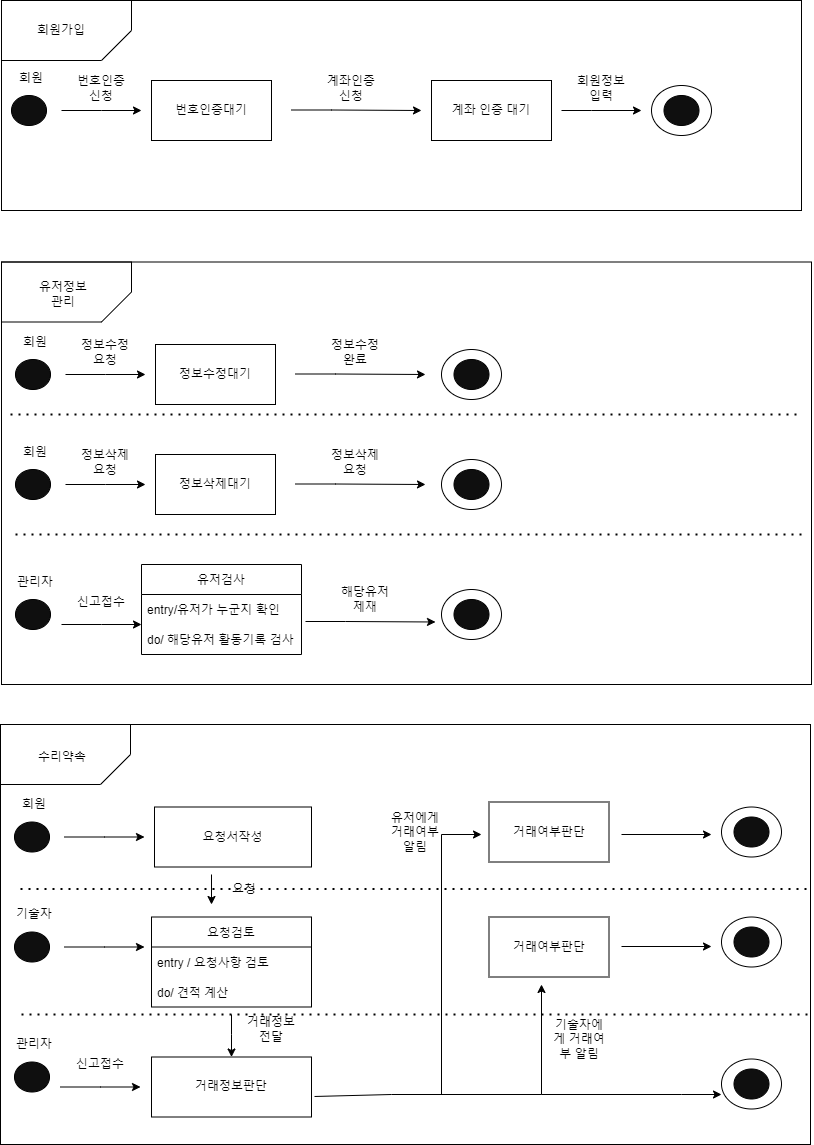 회원가입
회원
번호인증
신청
번호인증대기
계좌인증
신청
계좌 인증 대기
회원정보
입력
유저정보
관리
회원
정보수정
요청
정보수정대기
정보수정
완료
회원
정보삭제
요청
정보삭제대기
정보삭제
요청
관리자
신고접수
유저검사
entry/유저가 누군지 확인
do/ 해당유저 활동기록 검사
해당유저
제재
수리약속
회원
요청서작성
유저에게
거래여부
알림
거래여부판단
요청
기술자
요청검토
entry / 요청사항 검토
do/ 견적 계산
거래여부판단
거래정보
전달
관리자
신고접수
거래정보판단
기술자에
게 거래여
부 알림